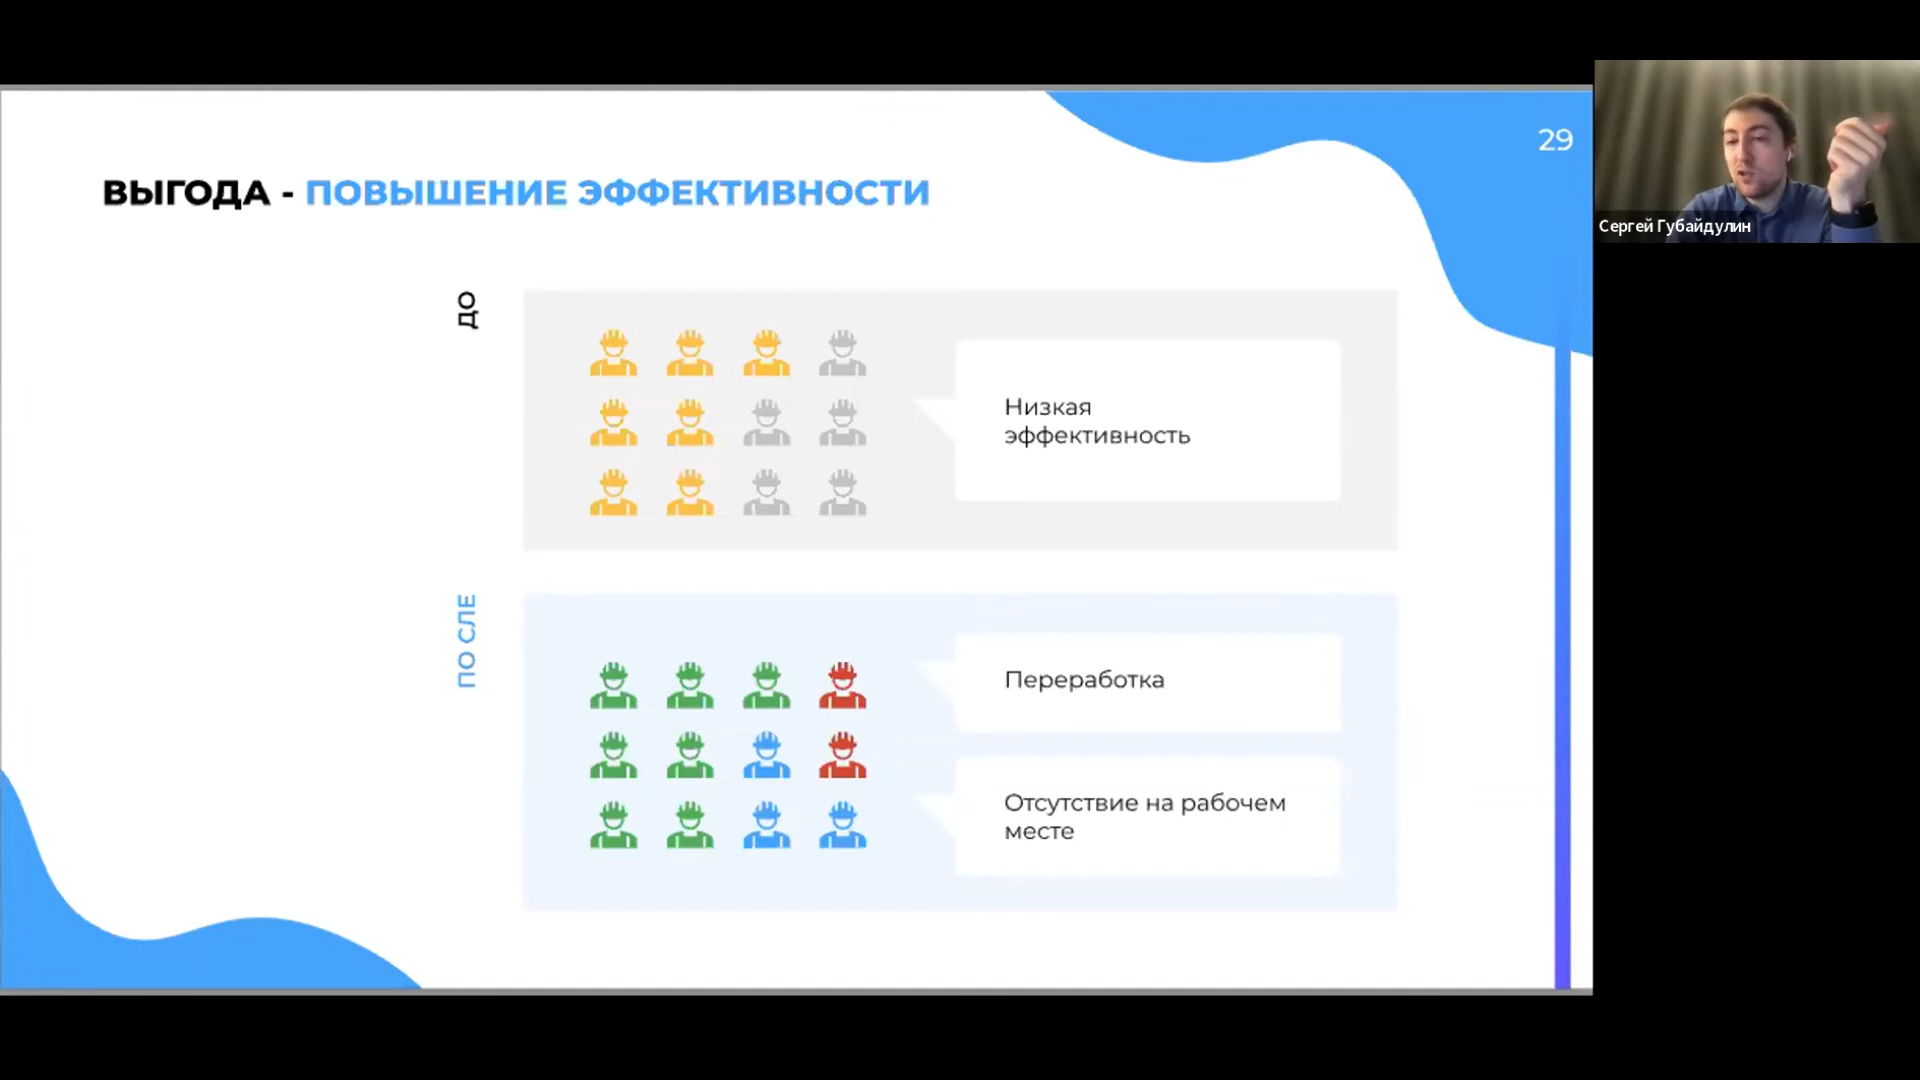 29
ВЫГОДА - ПОВЫШЕНИЕ ЭФФЕКТИВНОСТИ
Сергей Губайдулин
ДО
Низкая
эффективность
ПО СЛЕ
Переработка
Отсутствие на рабочем
месте